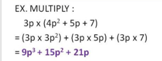 EX. MULTIPLY :
3p x (4p² + 5p + 7)
= (3p x 3p²) + (3p x 5p) + (3p x 7)
= 9p³ + 15p² + 21p